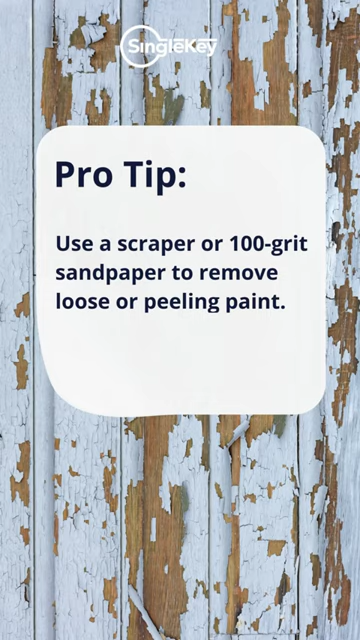 SingleKey
Pro Tip:
Use a scraper or 100-grit
sandpaper to remove
loose or peeling paint.